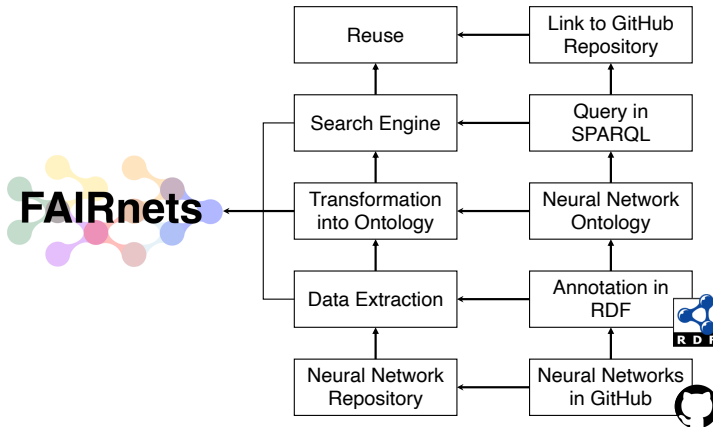 Reuse
Link to GitHub
Repository
Search Engine
Query in
SPARQL
FAIRnets
Transformation
into Ontology
Neural Network
Ontology
Data Extraction
Annotation in
RDF
RDF
Neural Network
Repository
Neural Networks
in GitHub